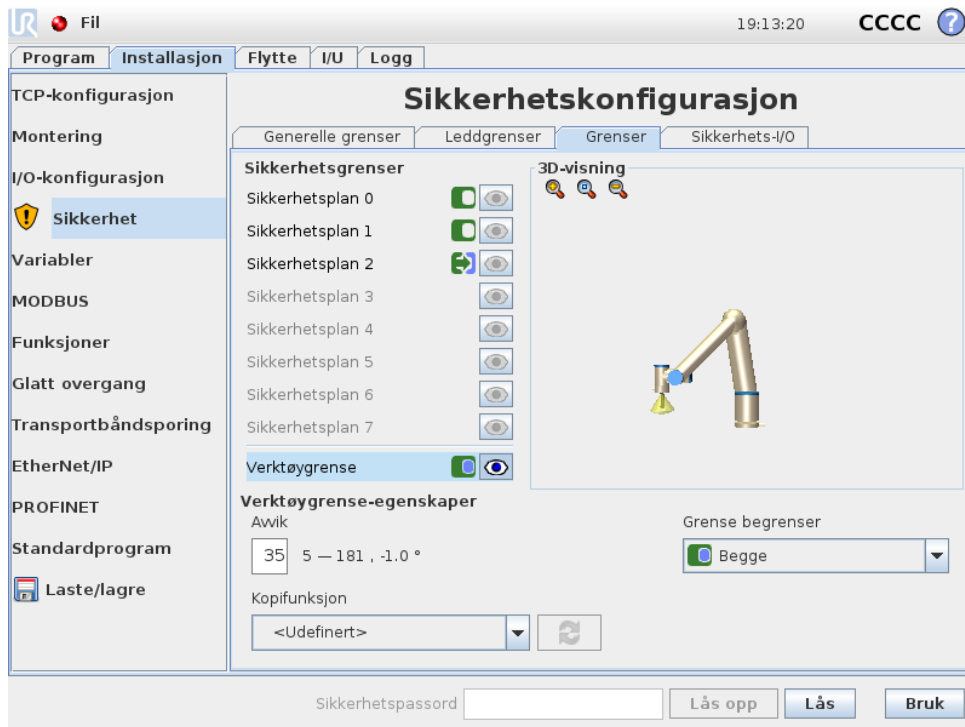 UR Fil 19:13:20 CCCC ?
Program Installasjon Flytte I/U Logg
TCP-konfigurasjon
Montering
I/O-konfigurasjon
Sikkerhet
Variabler
MODBUS
Funksjoner
Glatt overgang
Transportbåndsporing
EtherNet/IP
PROFINET
Standardprogram
Laste/lagre
Sikkerhetskonfigurasjon
Generelle grenser Leddgrenser Grenser Sikkerhets-I/O
Sikkerhetsgrenser
Sikkerhetsplan 0
Sikkerhetsplan 1
Sikkerhetsplan 2
Sikkerhetsplan 3
Sikkerhetsplan 4
Sikkerhetsplan 5
Sikkerhetsplan 6
Sikkerhetsplan 7
Verktøygrense
3D-visning
Verktøygrense-egenskaper
Avvik
35 5 — 181 , -1.0 °
Grense begrenser
Begge
Kopifunksjon
<Udefinert>
Sikkerhetspassord Lås opp Lås Bruk